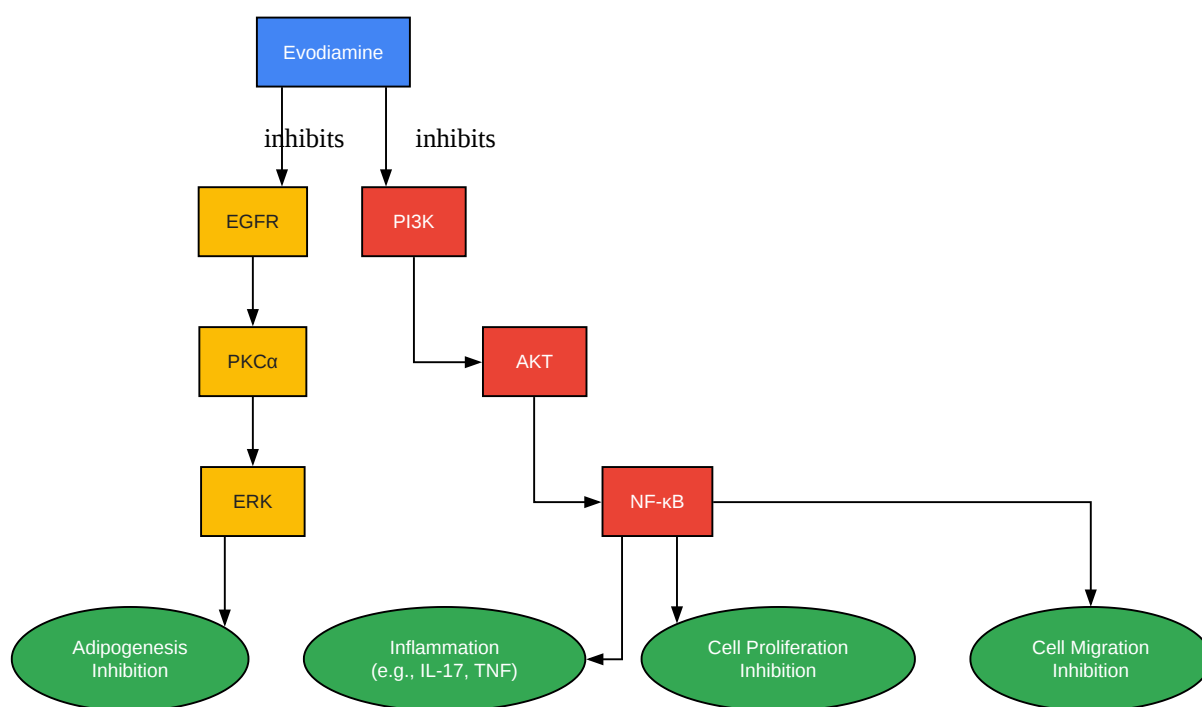 Evodiamine
inhibits
inhibits
EGFR
PI3K
PKCα
AKT
ERK
NF-κB
Adipogenesis
Inhibition
Inflammation
(e.g., IL-17, TNF)
Cell Proliferation
Inhibition
Cell Migration
Inhibition